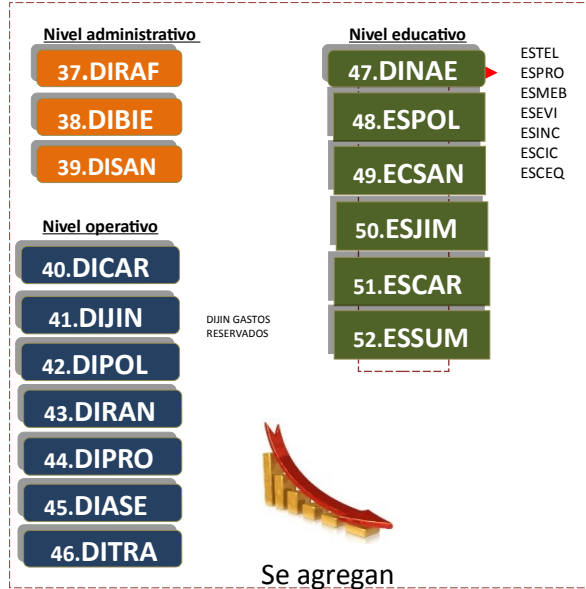 Nivel administrativo
37.DIRAF
38.DIBIE
39.DISAN
Nivel operativo
40.DICAR
41.DIJIN
DIJIN GASTOS
RESERVADOS
42.DIPOL
43.DIRAN
44.DIPRO
45.DIASE
46.DITRA
Nivel educativo
47.DINAE
48.ESPOL
49.ECSAN
50.ESJIM
51.ESCAR
52.ESSUM
ESTEL
ESPRO
ESMEB
ESEVI
ESINC
ESCIC
ESCEQ
Se agregan